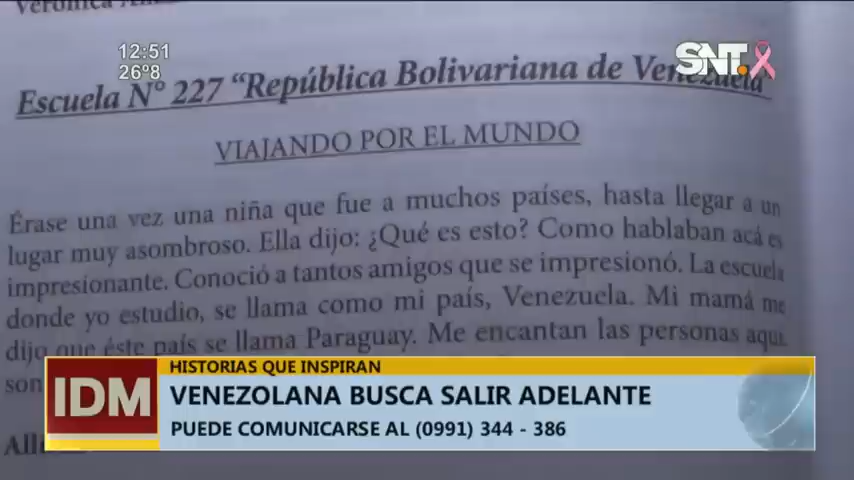 Verónica
12:51
26°8
SNT.
Escuela Nº 227 “República Bolivariana de Venezuela”
VIAJANDO POR EL MUNDO
Érase una vez una niña que fue a muchos países, hasta llegar a un
lugar muy asombroso. Ella dijo: ¿Qué es esto? Como hablaban acá es
impresionante. Conoció a tantos amigos que se impresionó. La escuela
donde yo estudio, se llama como mi país, Venezuela. Mi mamá me
dijo que éste país se llama Paraguay. Me encantan las personas aquí
son
IDM
HISTORIAS QUE INSPIRAN
VENEZOLANA BUSCA SALIR ADELANTE
PUEDE COMUNICARSE AL (0991) 344 - 386